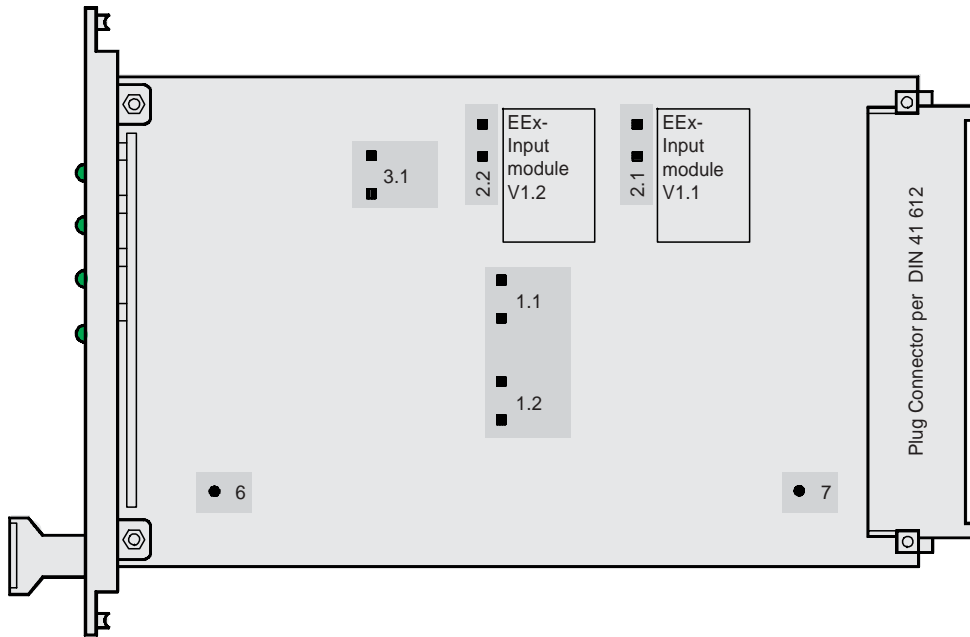 3.1
2.2
EEx-
Input
module
V1.2
2.1
EEx-
Input
module
V1.1
1.1
1.2
6
7
Plug Connector per DIN 41 612